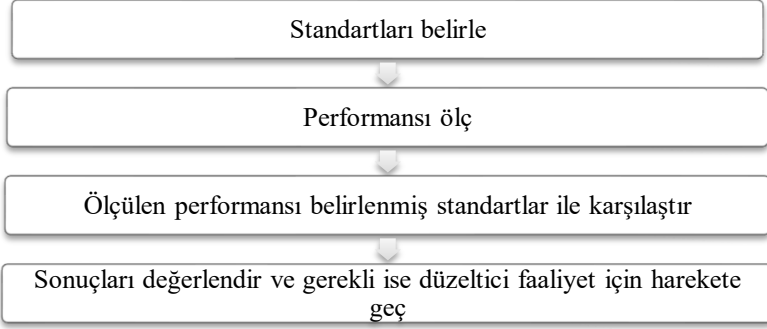 Standartları belirle
Performansı ölç
Ölçülen performansı belirlenmiş standartlar ile karşılaştır
Sonuçları değerlendir ve gerekli ise düzeltici faaliyet için harekete
geç